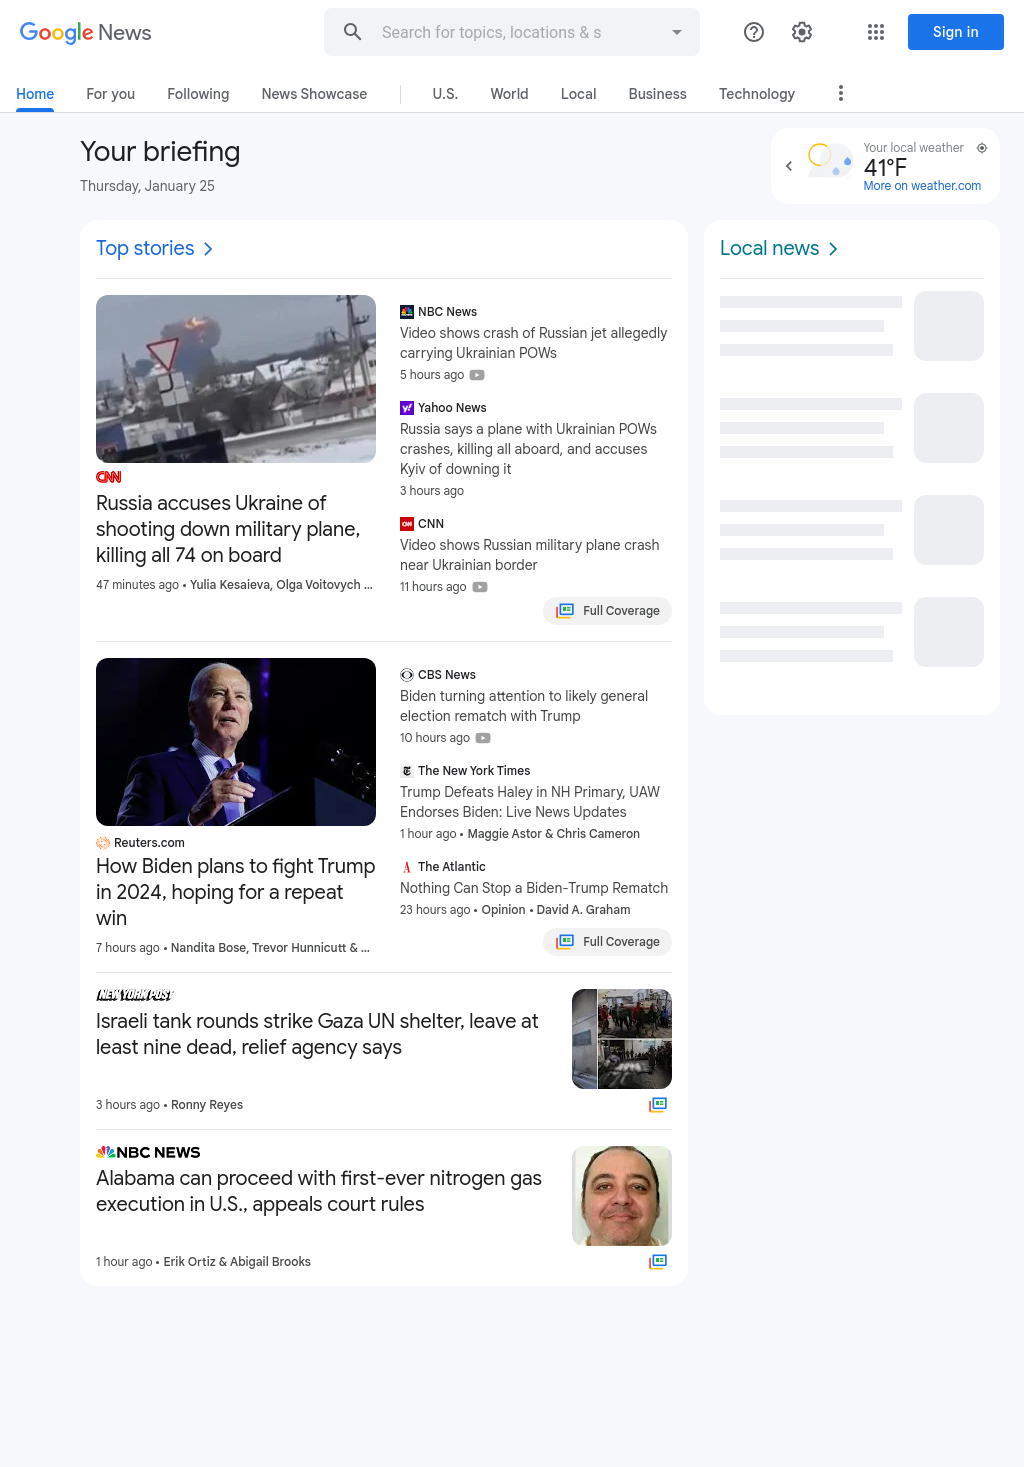 Google News
Search for topics, locations & s
Sign in
Home
For you
Following
News Showcase
U.S.
World
Local
Business
Technology
Your briefing
Thursday, January 25
Your local weather
41°F
More on weather.com
Top stories
CNN
Russia accuses Ukraine of
shooting down military plane,
killing all 74 on board
47 minutes ago • Yulia Kesaieva, Olga Voitovych ...
NBC News
Video shows crash of Russian jet allegedly
carrying Ukrainian POWs
5 hours ago
Yahoo News
Russia says a plane with Ukrainian POWs
crashes, killing all aboard, and accuses
Kyiv of downing it
3 hours ago
CNN
Video shows Russian military plane crash
near Ukrainian border
11 hours ago
Full Coverage
Reuters.com
How Biden plans to fight Trump
in 2024, hoping for a repeat
win
7 hours ago • Nandita Bose, Trevor Hunnicutt & ...
CBS News
Biden turning attention to likely general
election rematch with Trump
10 hours ago
The New York Times
Trump Defeats Haley in NH Primary, UAW
Endorses Biden: Live News Updates
1 hour ago • Maggie Astor & Chris Cameron
The Atlantic
Nothing Can Stop a Biden-Trump Rematch
23 hours ago • Opinion • David A. Graham
Full Coverage
NEW YORK POST
Israeli tank rounds strike Gaza UN shelter, leave at
least nine dead, relief agency says
3 hours ago • Ronny Reyes
NBC NEWS
Alabama can proceed with first-ever nitrogen gas
execution in U.S., appeals court rules
1 hour ago • Erik Ortiz & Abigail Brooks
Local news